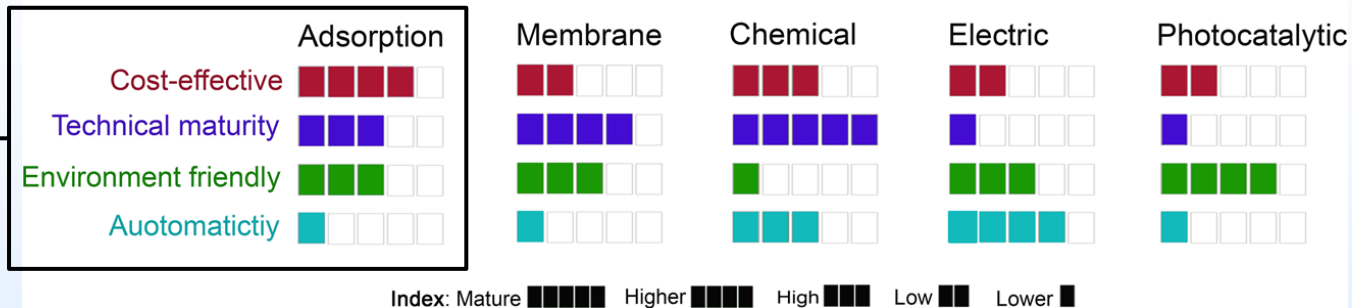 Adsorption Membrane Chemical Electric Photocatalytic
Cost-effective
Technical maturity
Environment friendly
Auotomatictiy
Index: Mature Higher High Low Lower